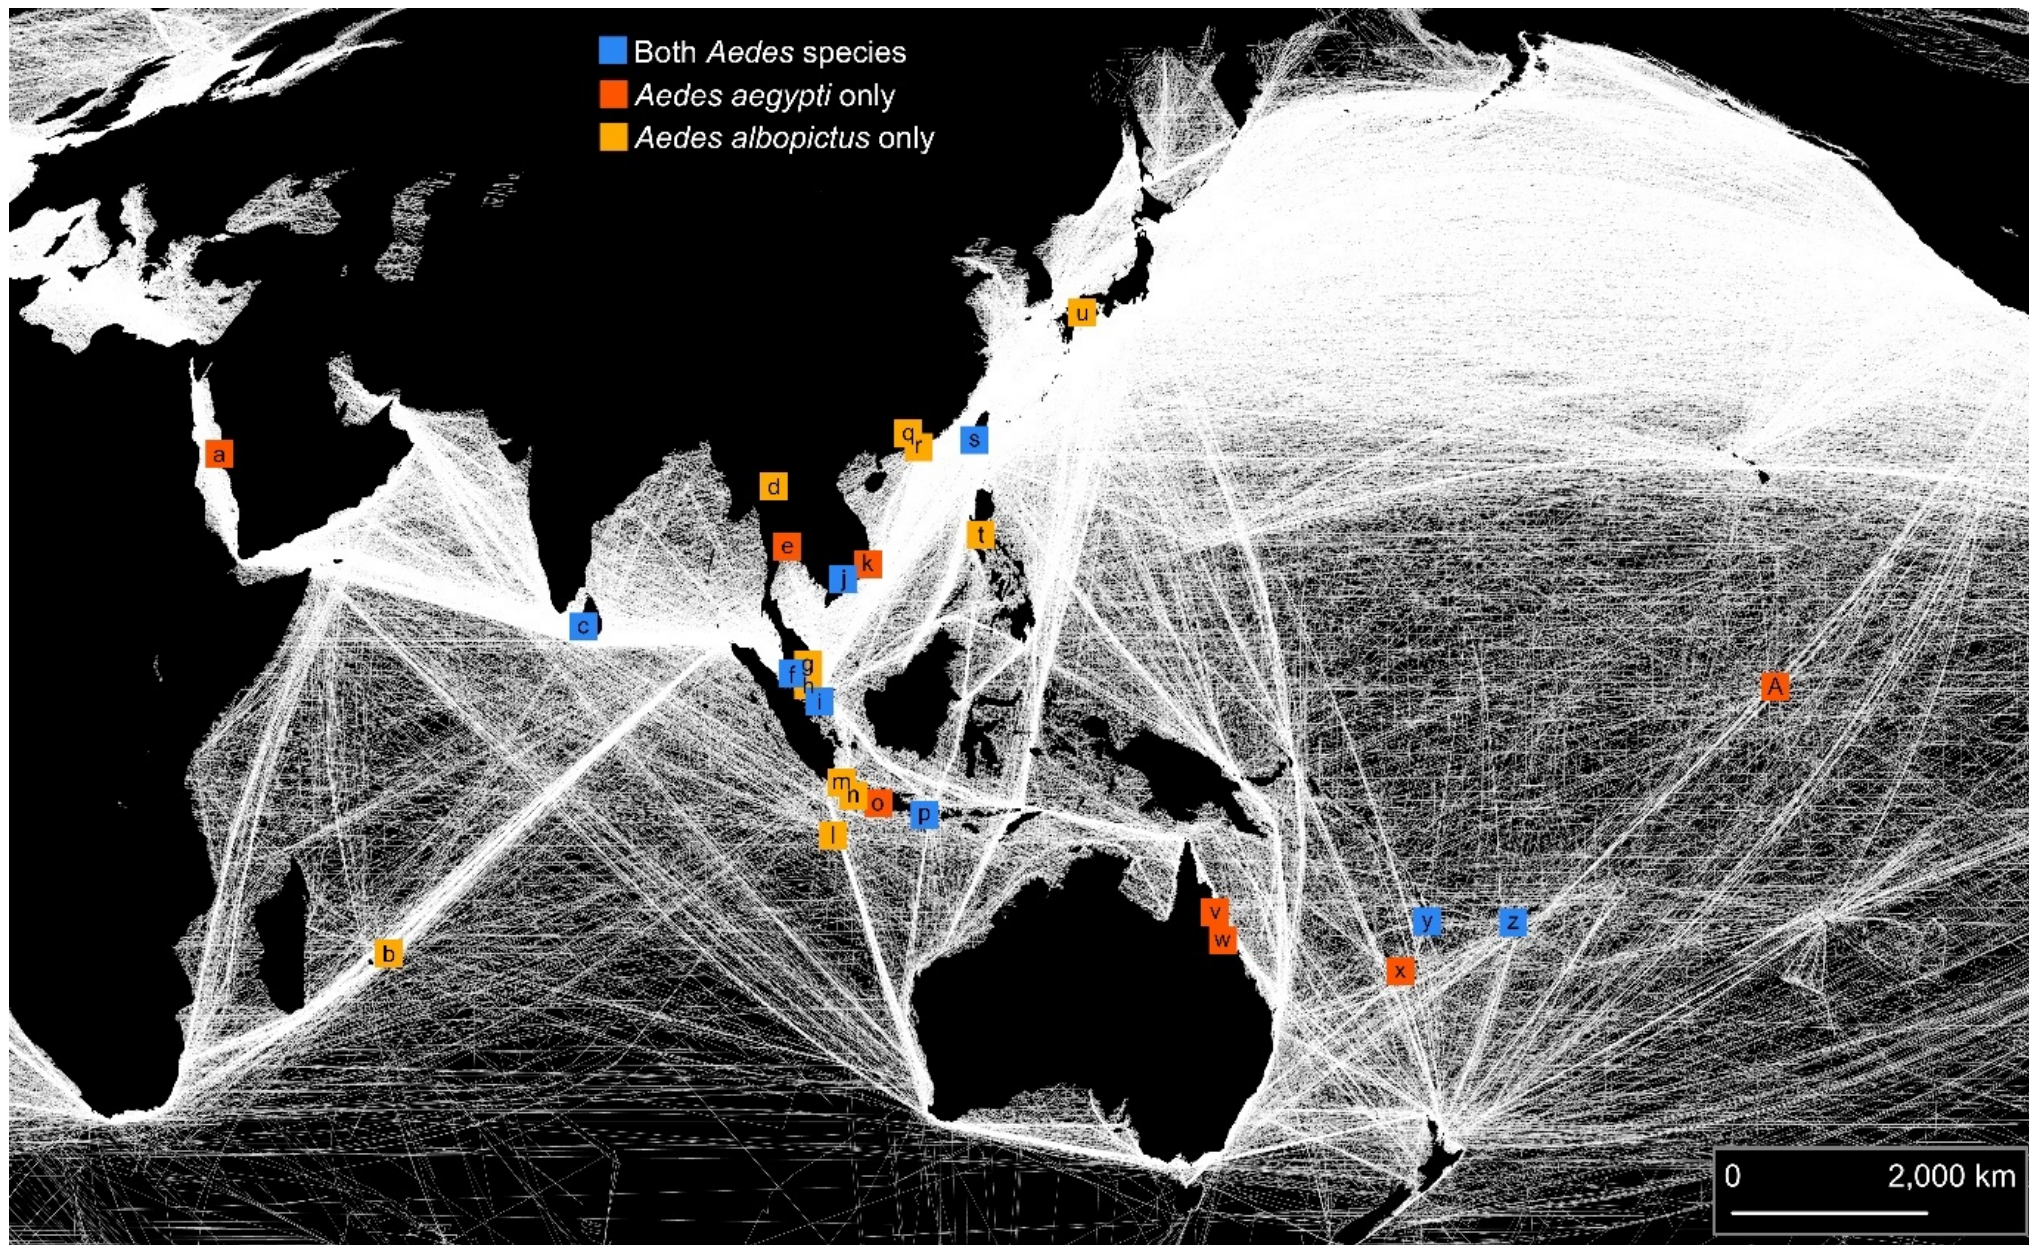 Both Aedes species
Aedes aegypti only
Aedes albopictus only
u
q
r
s
a
d
t
e
k
j
c
g
f
h
i
A
m
n
o
p
l
v
y
z
w
b
x
0 2,000 km